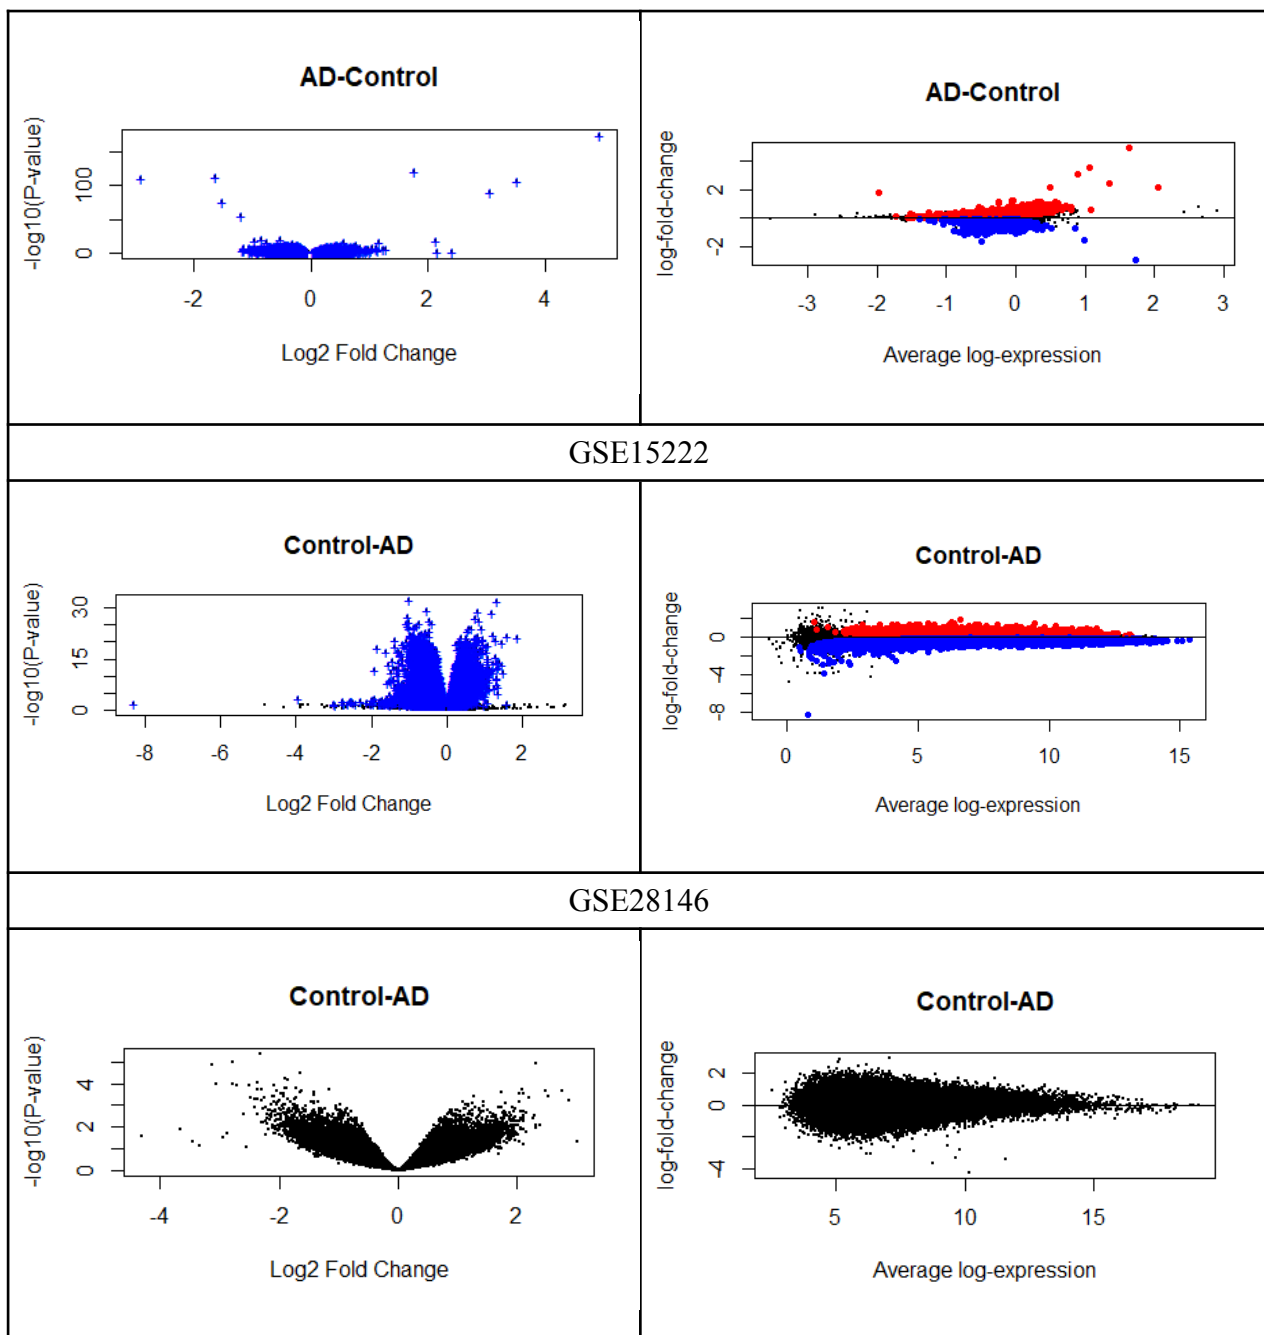 AD-Control
-log10(P-value)
100
0
-2 0 2 4
Log2 Fold Change
AD-Control
log-fold-change
2
-2
-3 -2 -1 0 1 2 3
Average log-expression
GSE15222
Control-AD
-log10(P-value)
30
15
0
-8 -6 -4 -2 0 2
Log2 Fold Change
Control-AD
log-fold-change
0
-4
-8
0 5 10 15
Average log-expression
GSE28146
Control-AD
-log10(P-value)
4
2
0
-4 -2 0 2
Log2 Fold Change
Control-AD
log-fold-change
2
0
-4
5 10 15
Average log-expression